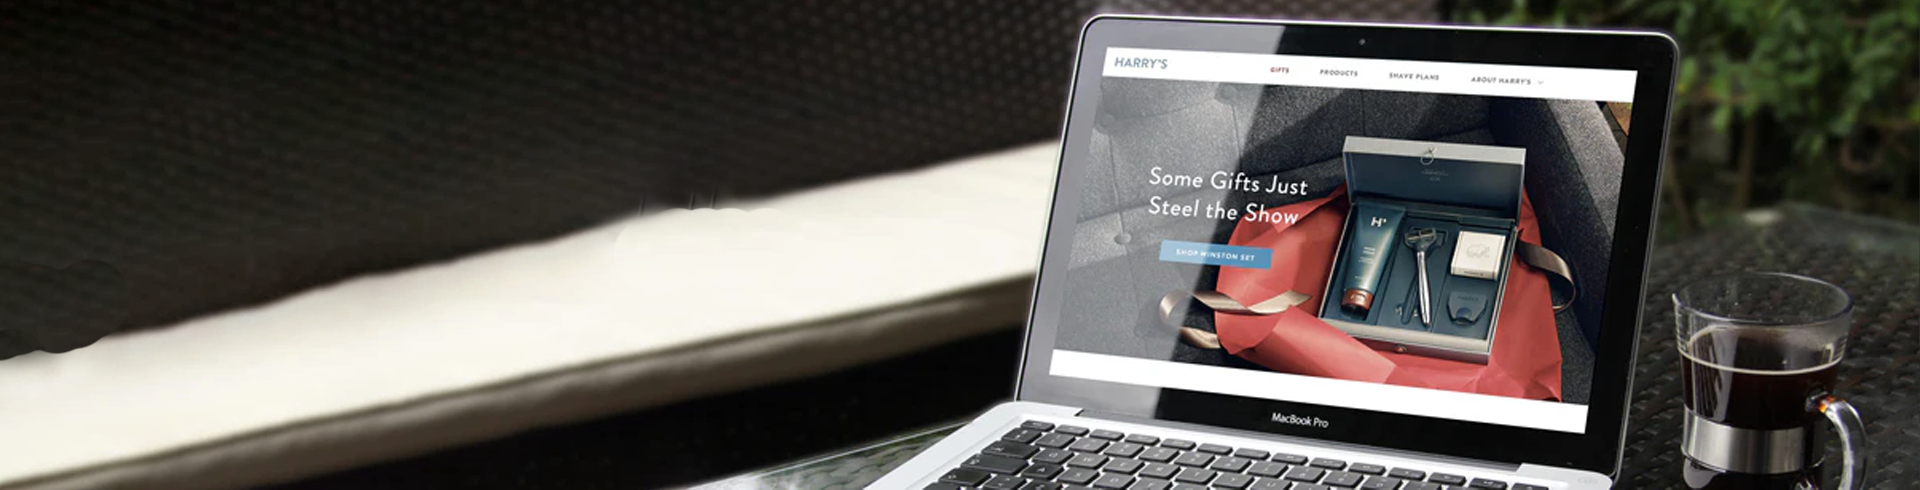 HARRY'S
GIFTS PRODUCTS SHAVE PLANS ABOUT HARRY'S
Some Gifts Just
Steel the Show
SHOP WINSTON SET
H'
MacBook Pro